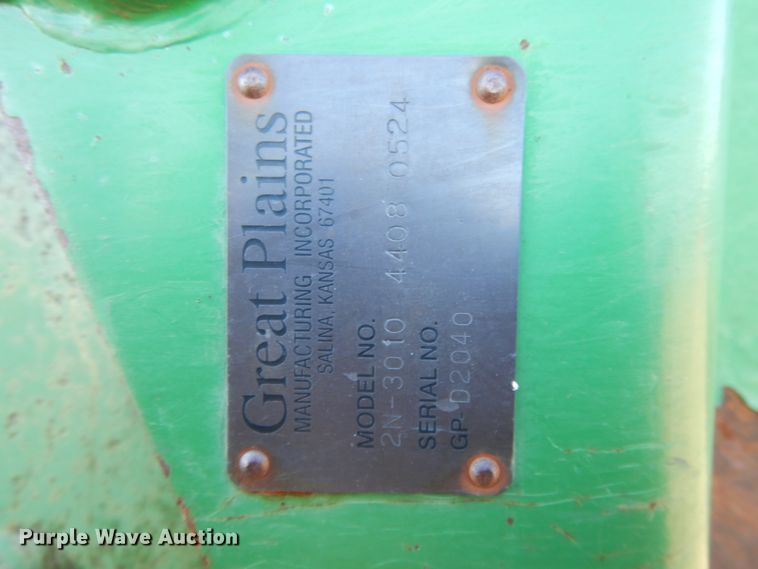 Great Plains
MANUFACTURING INCORPORATED
SALINA, KANSAS 67401
MODEL NO.
2N-3010 4408 0524
SERIAL NO.
GP-D2040
Purple Wave Auction